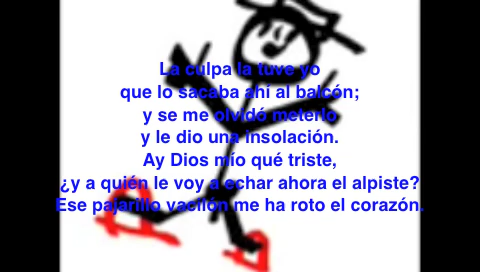 La culpa la tuve yo
que lo sacaba ahí al balcón;
y se me olvidó meterlo
y le dio una insolación.
Ay Dios mío qué triste,
¿y a quién le voy a echar ahora el alpiste?
Ese pajarillo vacilón me ha roto el corazón.